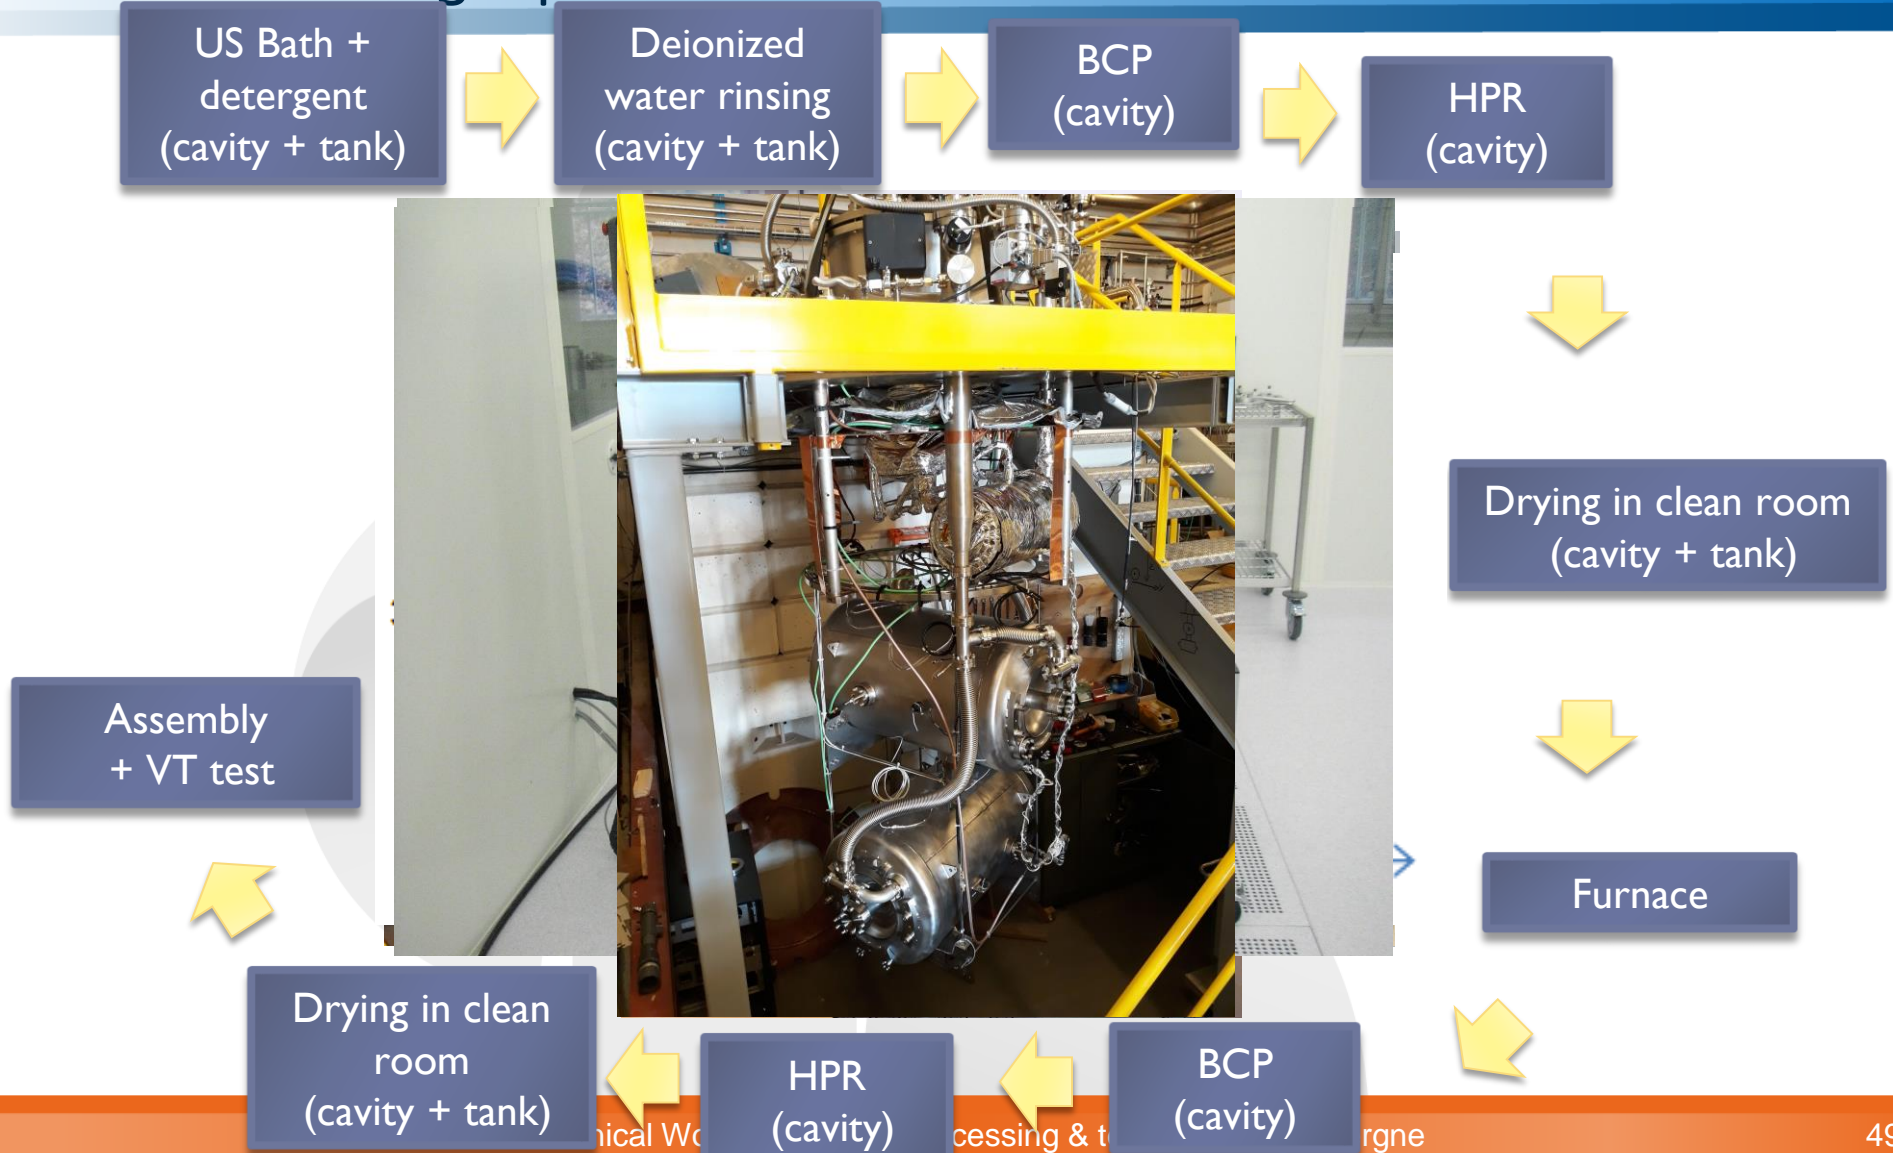 US Bath +
detergent
(cavity + tank)
Deionized
water rinsing
(cavity + tank)
BCP
(cavity)
HPR
(cavity)
Drying in clean room
(cavity + tank)
Furnace
BCP
(cavity)
HPR
(cavity)
Drying in clean
room
(cavity + tank)
Assembly
+ VT test
& 49